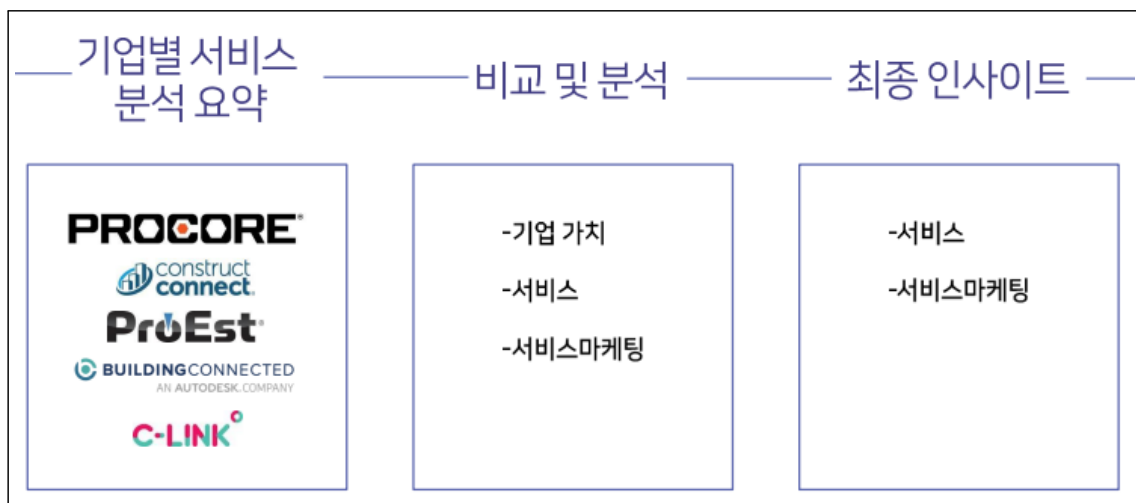 기업별 서비스
분석 요약
비교 및 분석
최종 인사이트
PROCORE
construct
connect.
ProEst
BUILDINGCONNECTED
AN AUTODESK.COMPANY
C-LINK
-기업 가치
-서비스
-서비스마케팅
-서비스
-서비스마케팅